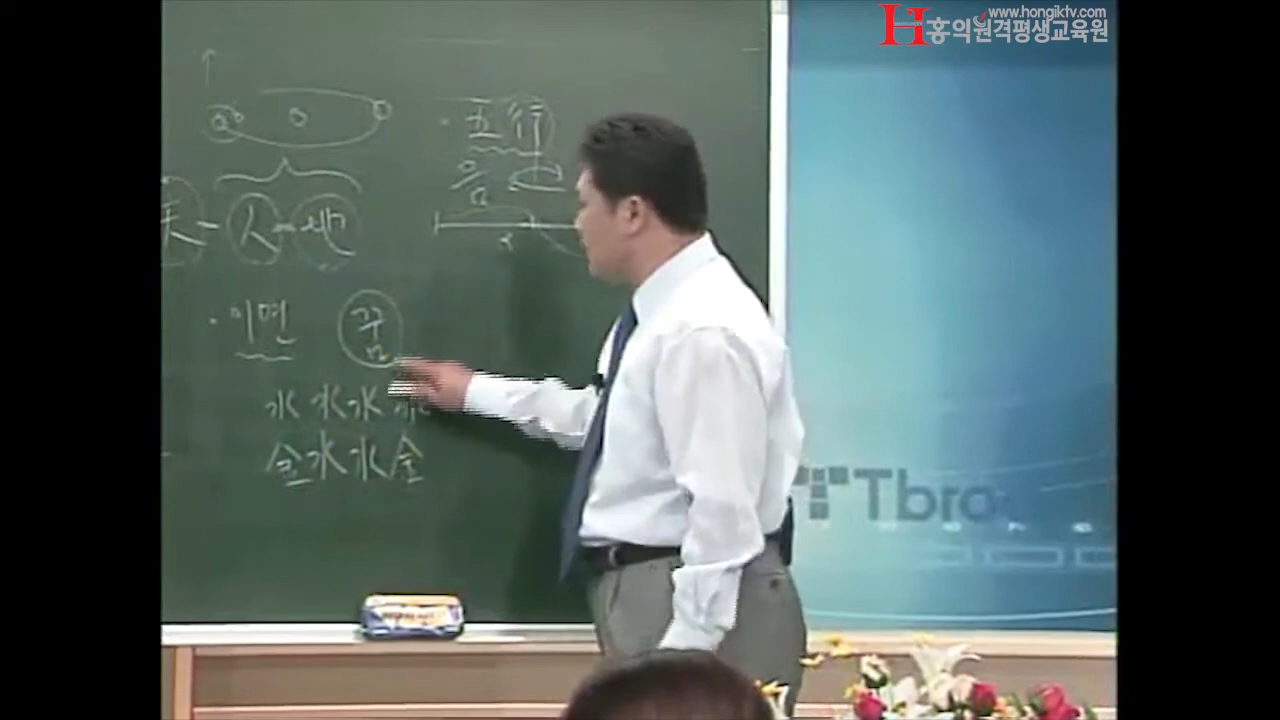 www.hongiktv.com
H 홍익원격평생교육원
五行
음
天 - 人 = 地
· 이면 꿈
水 水 水 水
金 水 水 金
Tbro